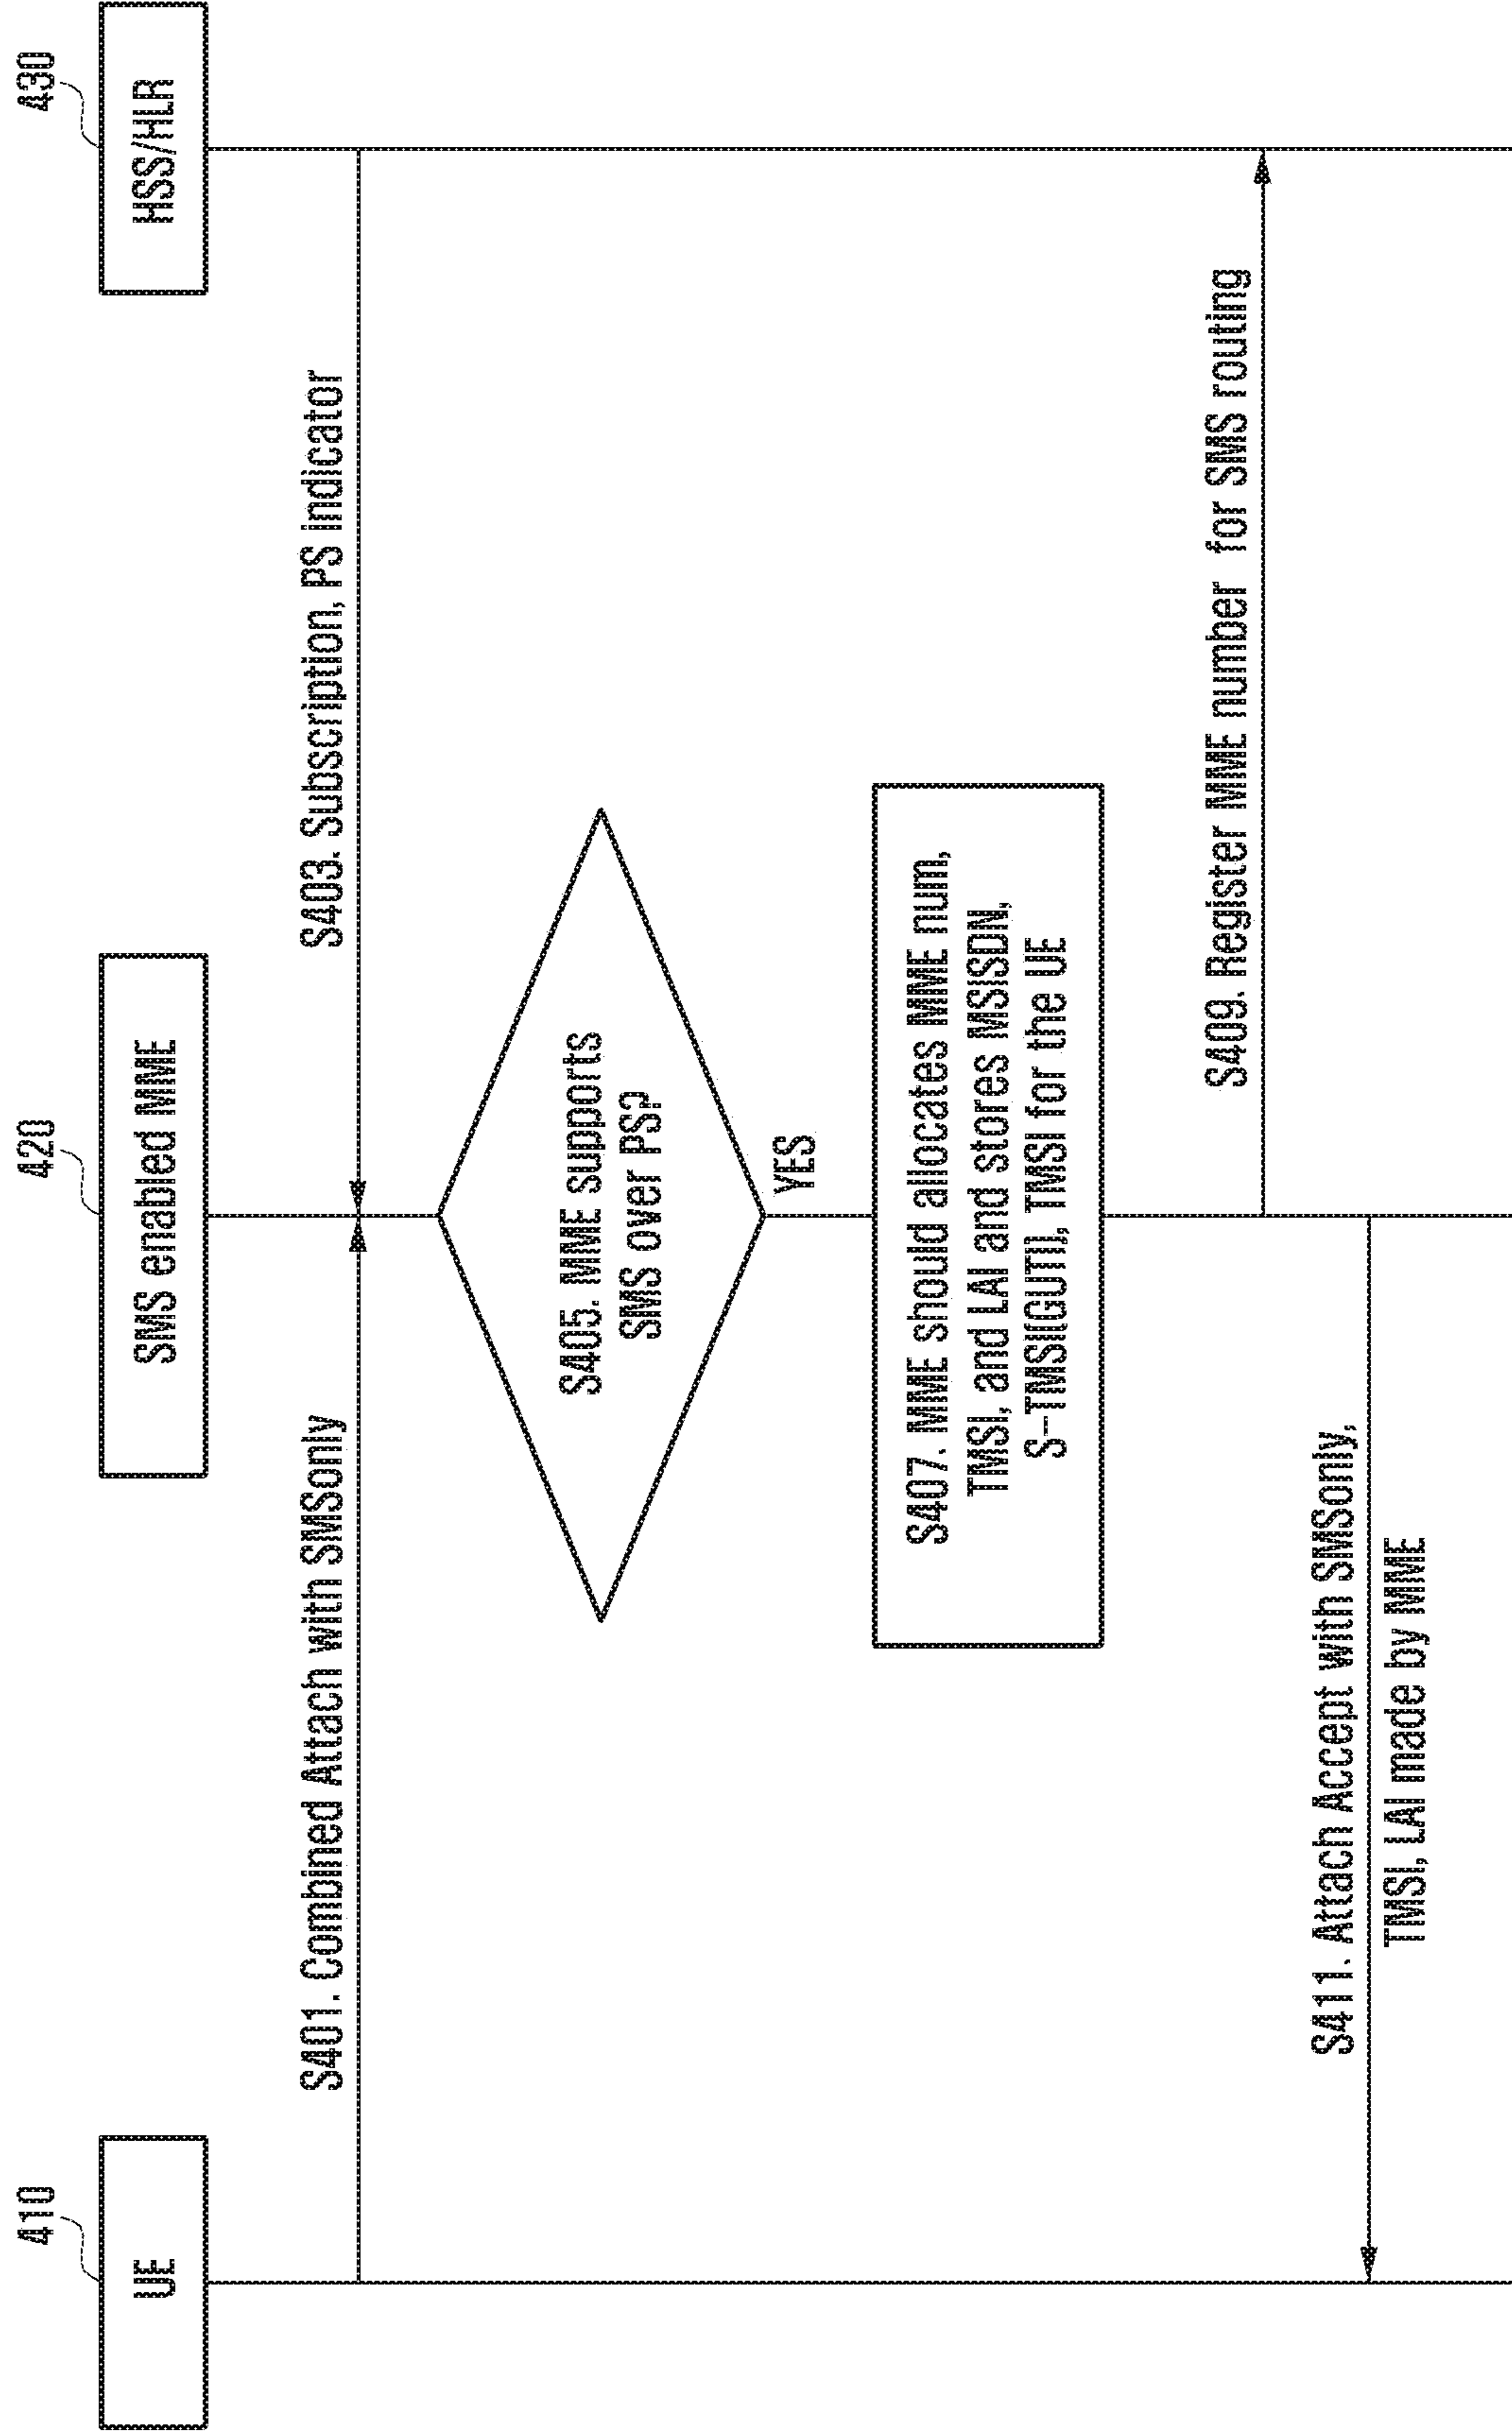 410
420
430
UE
SMS enabled MME
HSS/HLR
S401. Combined Attach with SMSonly
S403. Subscription, PS indicator
S405. MME supports
SMS over PS?
YES
S407. MME should allocates MME num,
TMSI, and LAI and stores MSISDN,
S-TMSI(GUTI), TMSI for the UE
S409. Register MME number for SMS routing
S411. Attach Accept with SMSonly,
TMSI, LAI made by MME